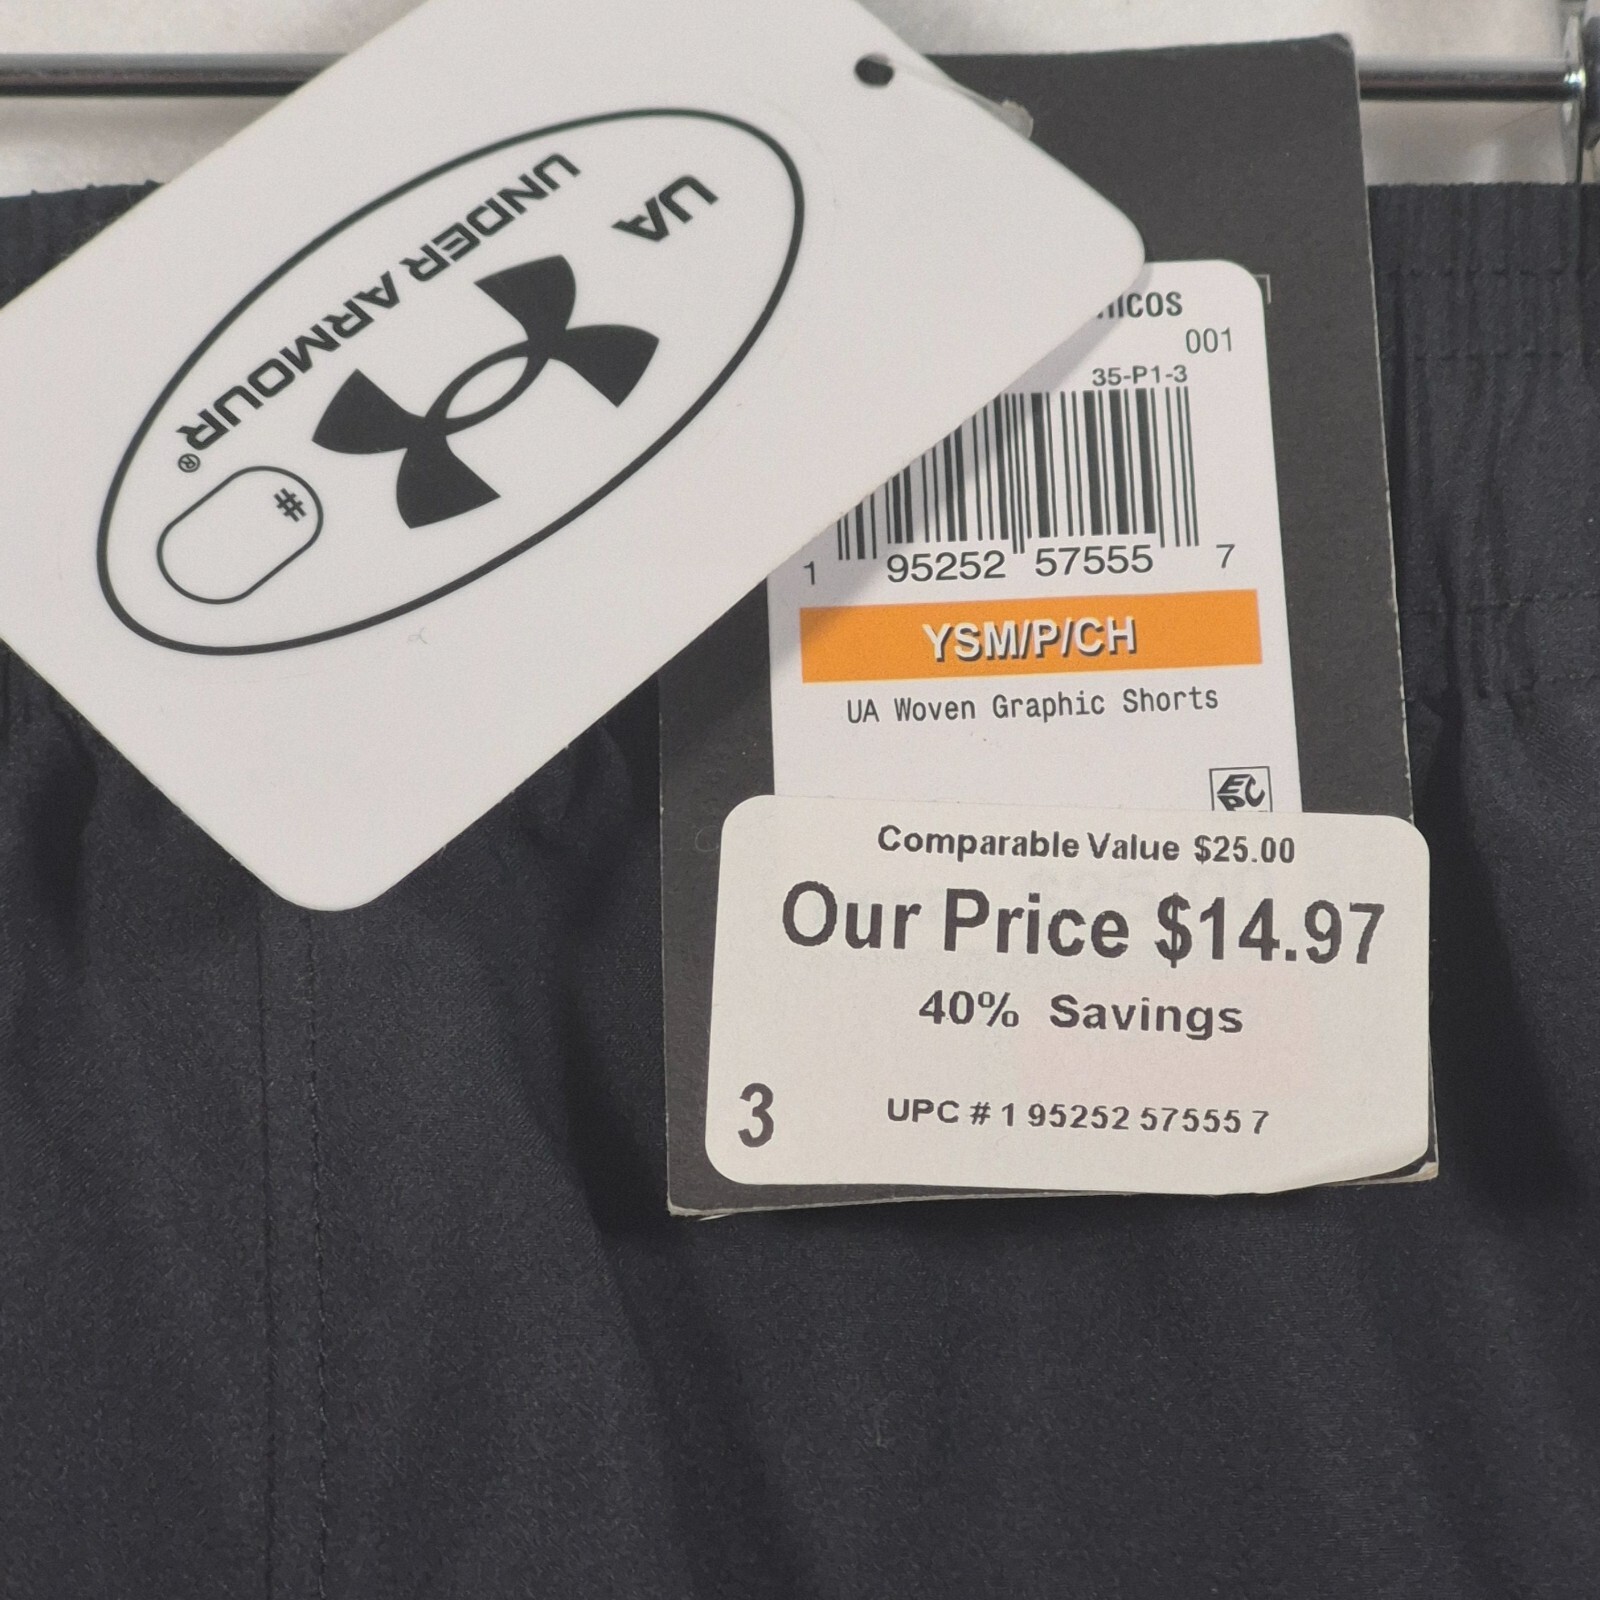 UA
UNDER ARMOUR®
#
001
35-P1-3
1 95252 57555 7
YSM/P/CH
UA Woven Graphic Shorts
Comparable Value $25.00
Our Price $14.97
40% Savings
3
UPC # 1 95252 57555 7